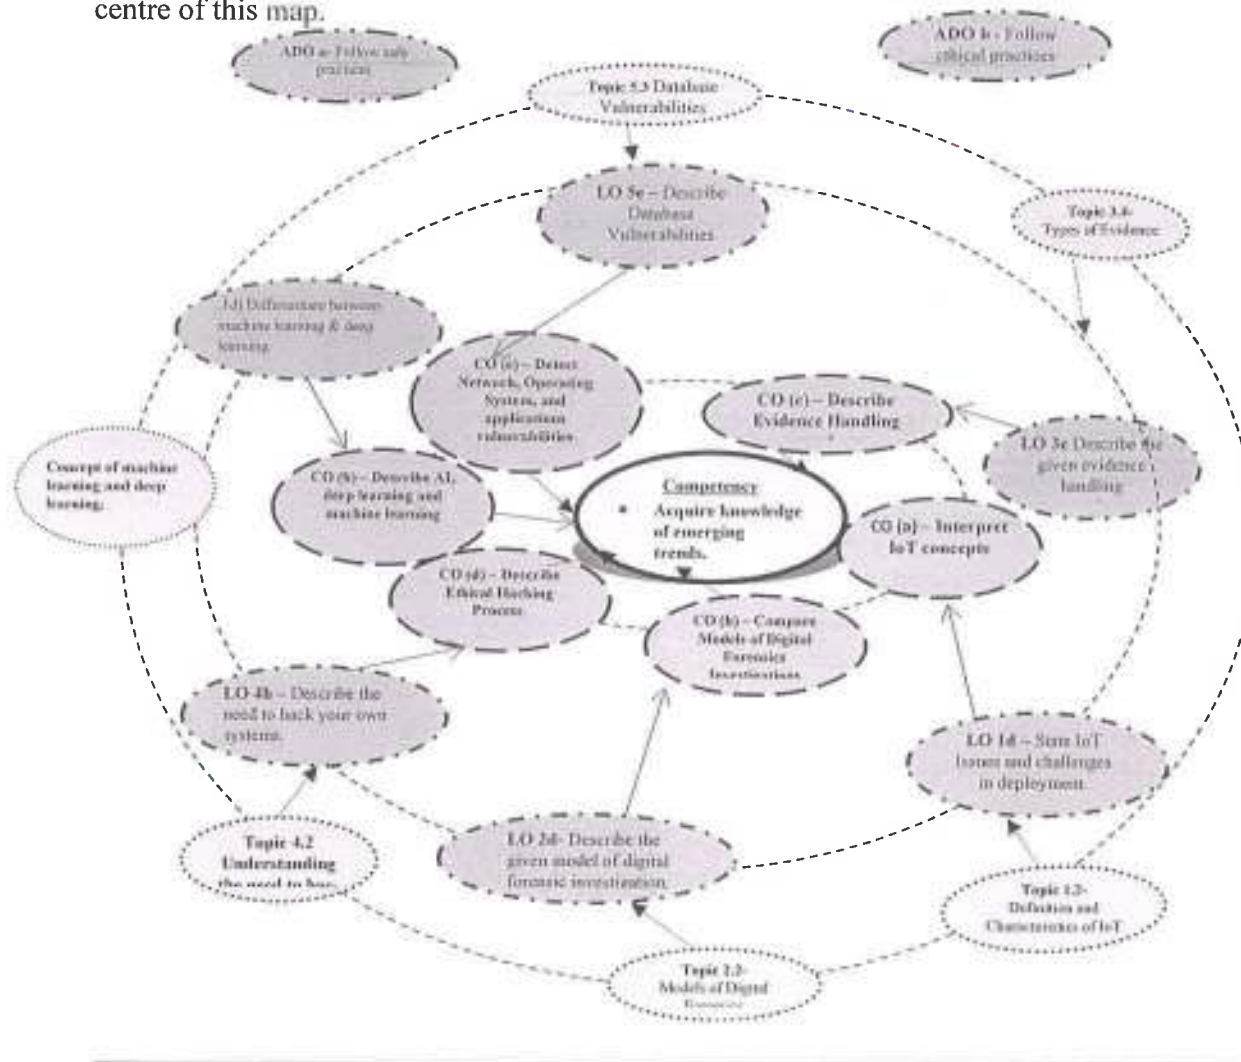 centre of this map.
ADO a- Follow safe
practices
ADO b - Follow
ethical practices
Topic 5.3 Database
Vulnerabilities
LO 5e – Describe
Database
Vulnerabilities
Topic 3.4-
Types of Evidence
1d) Differentiate between
machine learning & deep
learning
CO (e) – Detect
Network, Operating
System, and
applications
vulnerabilities
CO (c) – Describe
Evidence Handling
LO 3c Describe the
given evidence
handling
Concept of machine
learning and deep
learning.
CO (b) – Describe AI,
deep learning and
machine learning
Competency
• Acquire knowledge
of emerging
trends.
CO (a) – Interpret
IoT concepts
CO (d) – Describe
Ethical Hacking
Process
CO (b) – Compare
Models of Digital
Forensics
Investigations
LO 4b – Describe the
need to hack your own
systems.
LO 1d – State IoT
Issues and challenges
in deployment.
Topic 4.2
Understanding
the need to
LO 2d- Describe the
given model of digital
forensic investigation.
Topic 1.2-
Definition and
Characteristics of IoT
Topic 2.2-
Models of Digital